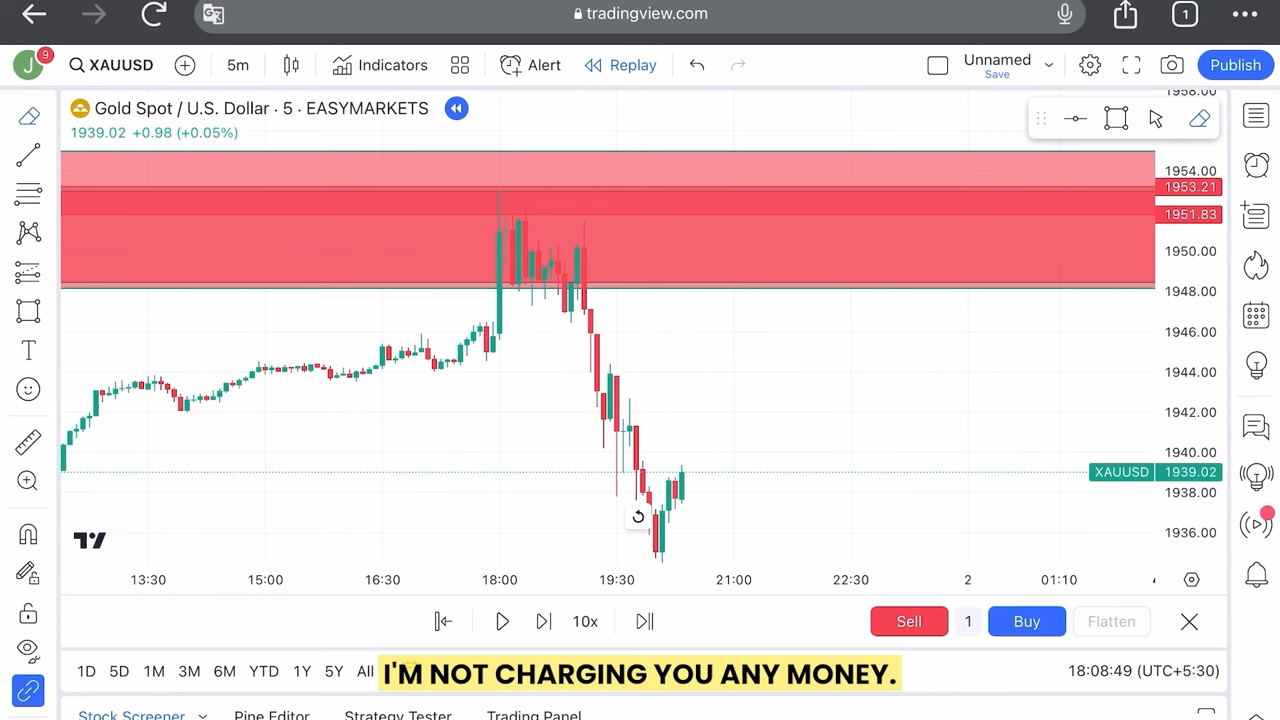 tradingview.com
1
J
9
XAUUSD
5m
Indicators
Alert
Replay
Unnamed
Save
Publish
Gold Spot / U.S. Dollar · 5 · EASYMARKETS
1939.02 +0.98 (+0.05%)
1958.00
1954.00
1953.21
1951.83
1950.00
1948.00
1946.00
1944.00
1942.00
1940.00
XAUUSD 1939.02
1938.00
1936.00
13:30
15:00
16:30
18:00
19:30
21:00
22:30
2
01:10
10x
Sell
1
Buy
Flatten
1D 5D 1M 3M 6M YTD 1Y 5Y All
I'M NOT CHARGING YOU ANY MONEY.
18:08:49 (UTC+5:30)
Stock Screener
Pine Editor
Strategy Tester
Trading Panel